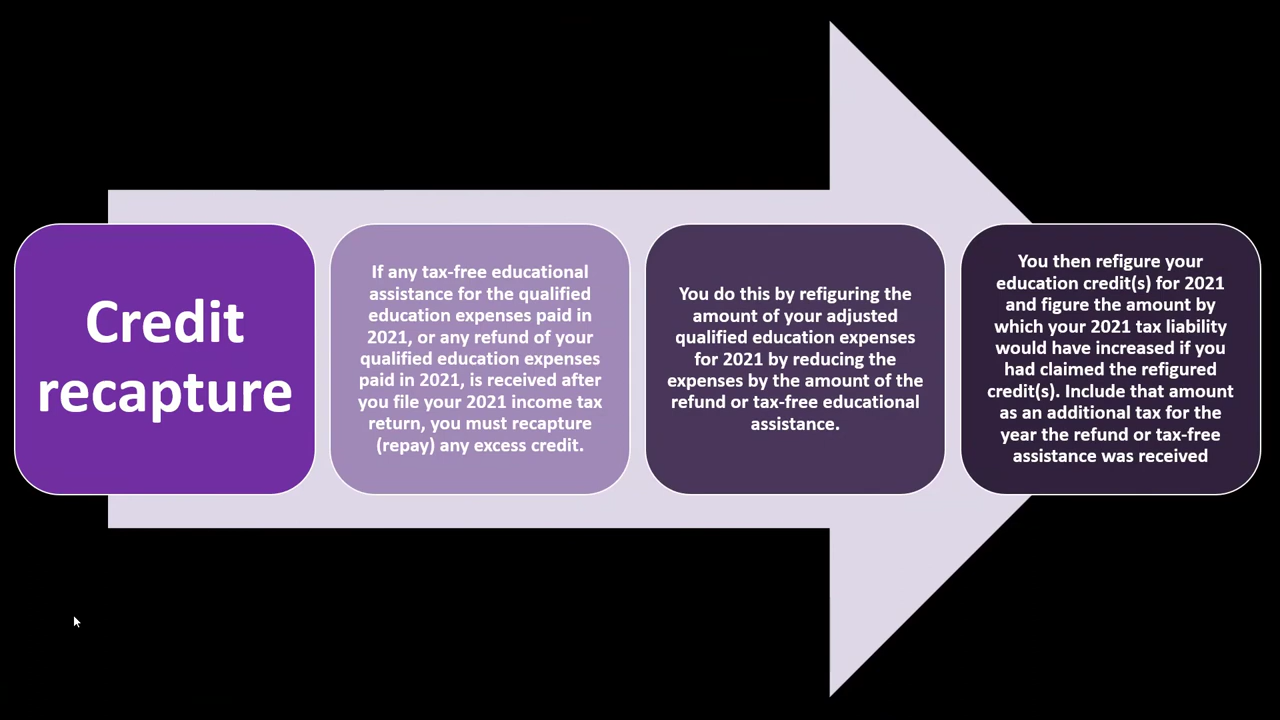 Credit
recapture
If any tax-free educational
assistance for the qualified
education expenses paid in
2021, or any refund of your
qualified education expenses
paid in 2021, is received after
you file your 2021 income tax
return, you must recapture
(repay) any excess credit.
You do this by refiguring the
amount of your adjusted
qualified education expenses
for 2021 by reducing the
expenses by the amount of the
refund or tax-free educational
assistance.
You then refigure your
education credit(s) for 2021
and figure the amount by
which your 2021 tax liability
would have increased if you
had claimed the refigured
credit(s). Include that amount
as an additional tax for the
year the refund or tax-free
assistance was received